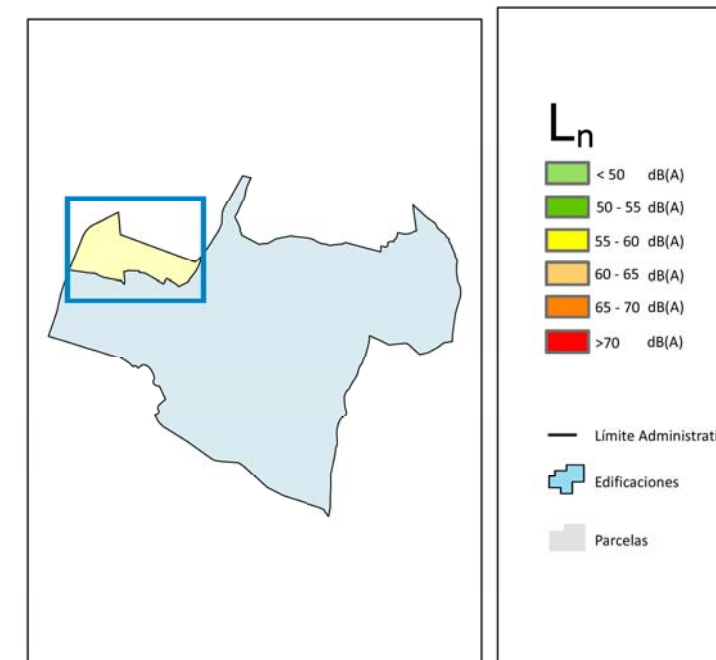 Ln
< 50 dB(A)
50 - 55 dB(A)
55 - 60 dB(A)
60 - 65 dB(A)
65 - 70 dB(A)
>70 dB(A)
Límite Administrati
Edificaciones
Parcelas